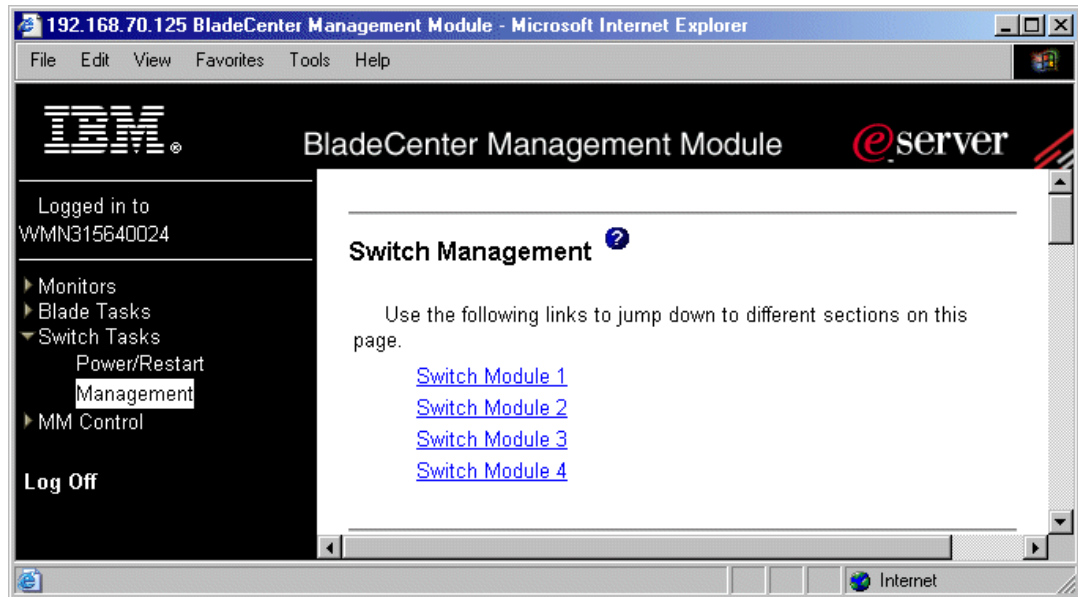 192.168.70.125 BladeCenter Management Module - Microsoft Internet Explorer
File Edit View Favorites Tools Help
IBM®
BladeCenter Management Module
eserver
Logged in to
WMN315640024
Monitors
Blade Tasks
Switch Tasks
Power/Restart
Management
MM Control
Log Off
Switch Management ?
Use the following links to jump down to different sections on this
page.
Switch Module 1
Switch Module 2
Switch Module 3
Switch Module 4
Internet